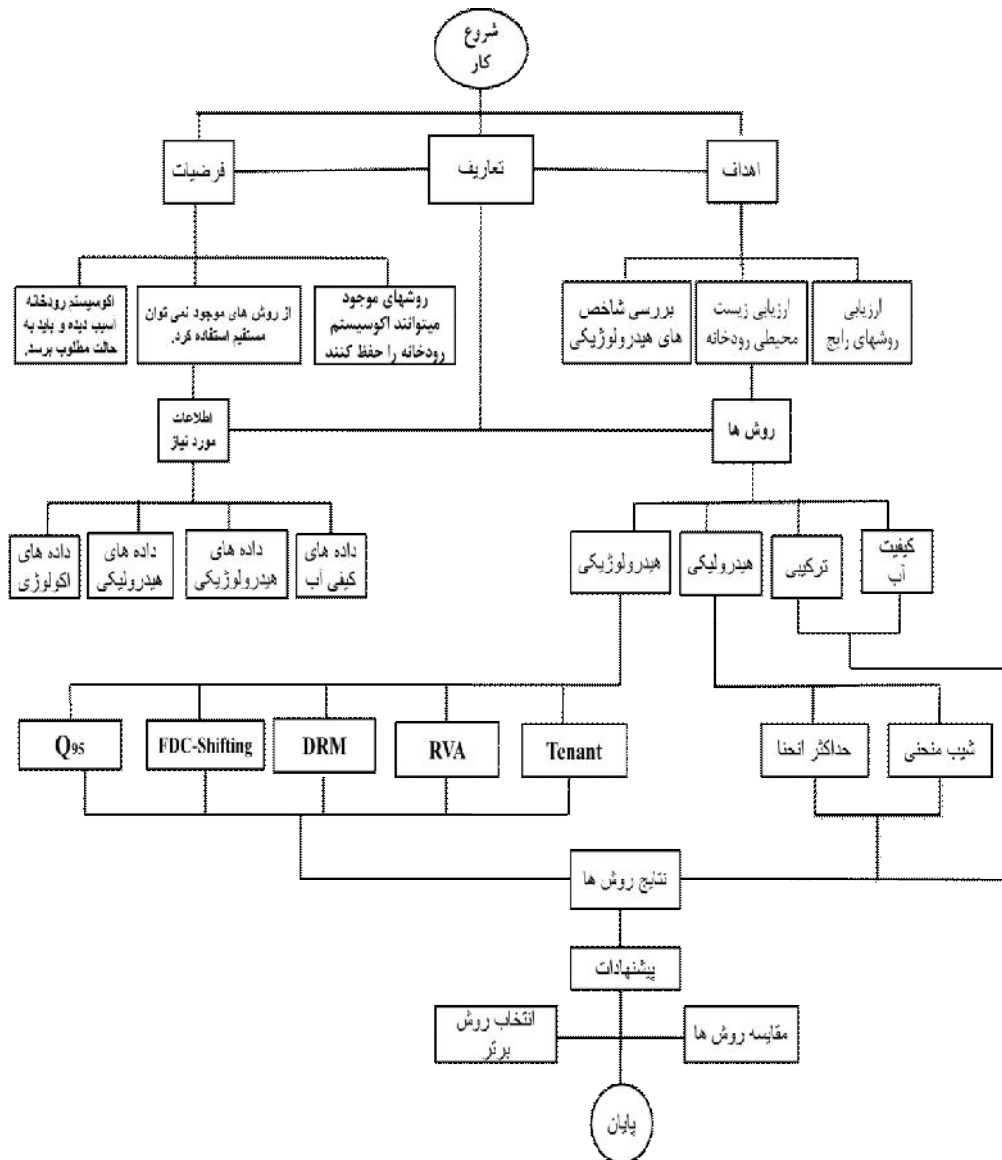 شروع
کار
اهداف
تعاریف
فرضیات
ارزیابی
روشهای رایج
ارزیابی زیست
محیطی رودخانه
بررسی شاخص
های هیدرولوژیکی
روشهای موجود
میتوانند اکوسیستم
رودخانه را حفظ کنند
از روش های موجود نمی توان
مستقیم استفاده کرد.
اکوسیستم رودخانه
آسیب دیده و باید به
حالت مطلوب برسد.
روش ها
اطلاعات
مورد نیاز
کیفیت
آب
ترکیبی
هیدرولیکی
هیدرولوژیکی
داده های
کیفی آب
داده های
هیدرولوژیکی
داده های
هیدرولیکی
داده های
اکولوژی
شیب منحنی
حداکثر انحنا
Tenant
RVA
DRM
FDC-Shifting
Q95
نتایج روش ها
پیشنهادات
مقایسه روش ها
انتخاب روش
برتر
پایان